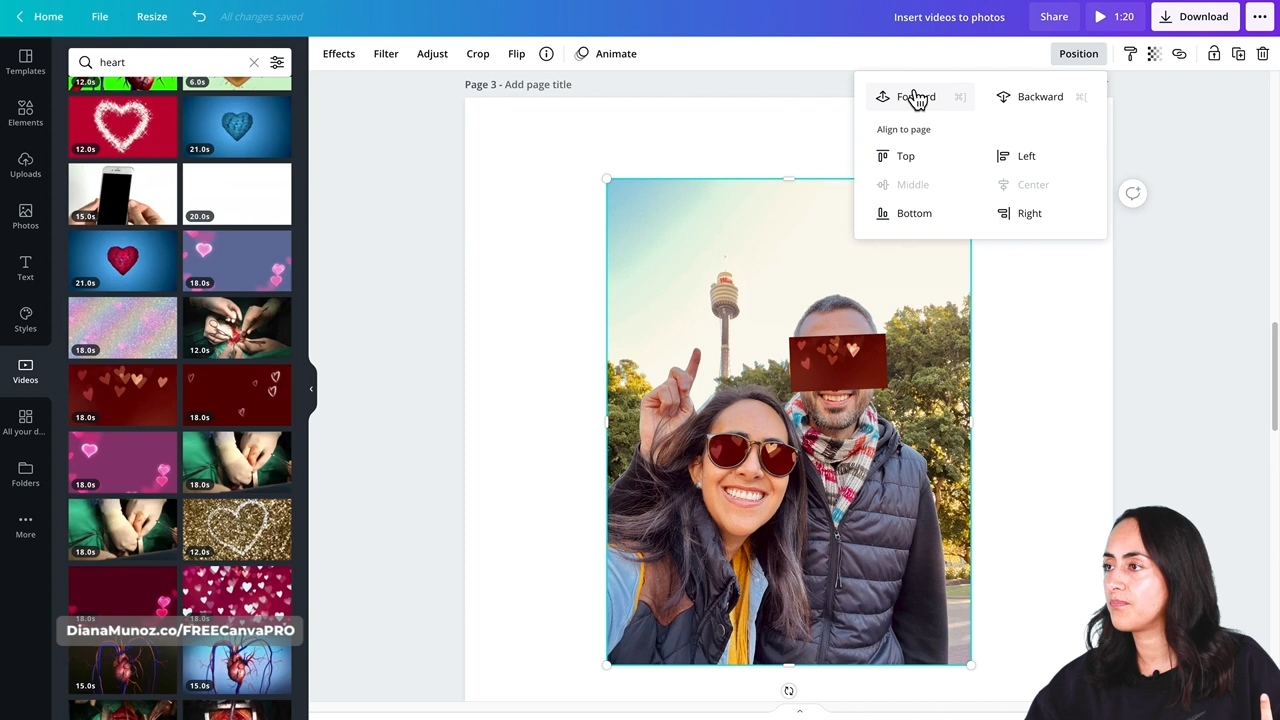 Home File Resize All changes saved Insert videos to photos Share 1:20 Download
Templates
Elements
Uploads
Photos
Text
Styles
Videos
All your d...
Folders
More
heart
12.0s 6.0s
12.0s 21.0s
15.0s 20.0s
21.0s 18.0s
18.0s 12.0s
18.0s 18.0s
18.0s 18.0s
18.0s 12.0s
18.0s 18.0s
DianaMunoz.co/FREECanvaPRO
15.0s 15.0s
Effects Filter Adjust Crop Flip Animate Position
Page 3 - Add page title
Forward ⌘] Backward ⌘[
Align to page
Top Left
Middle Center
Bottom Right